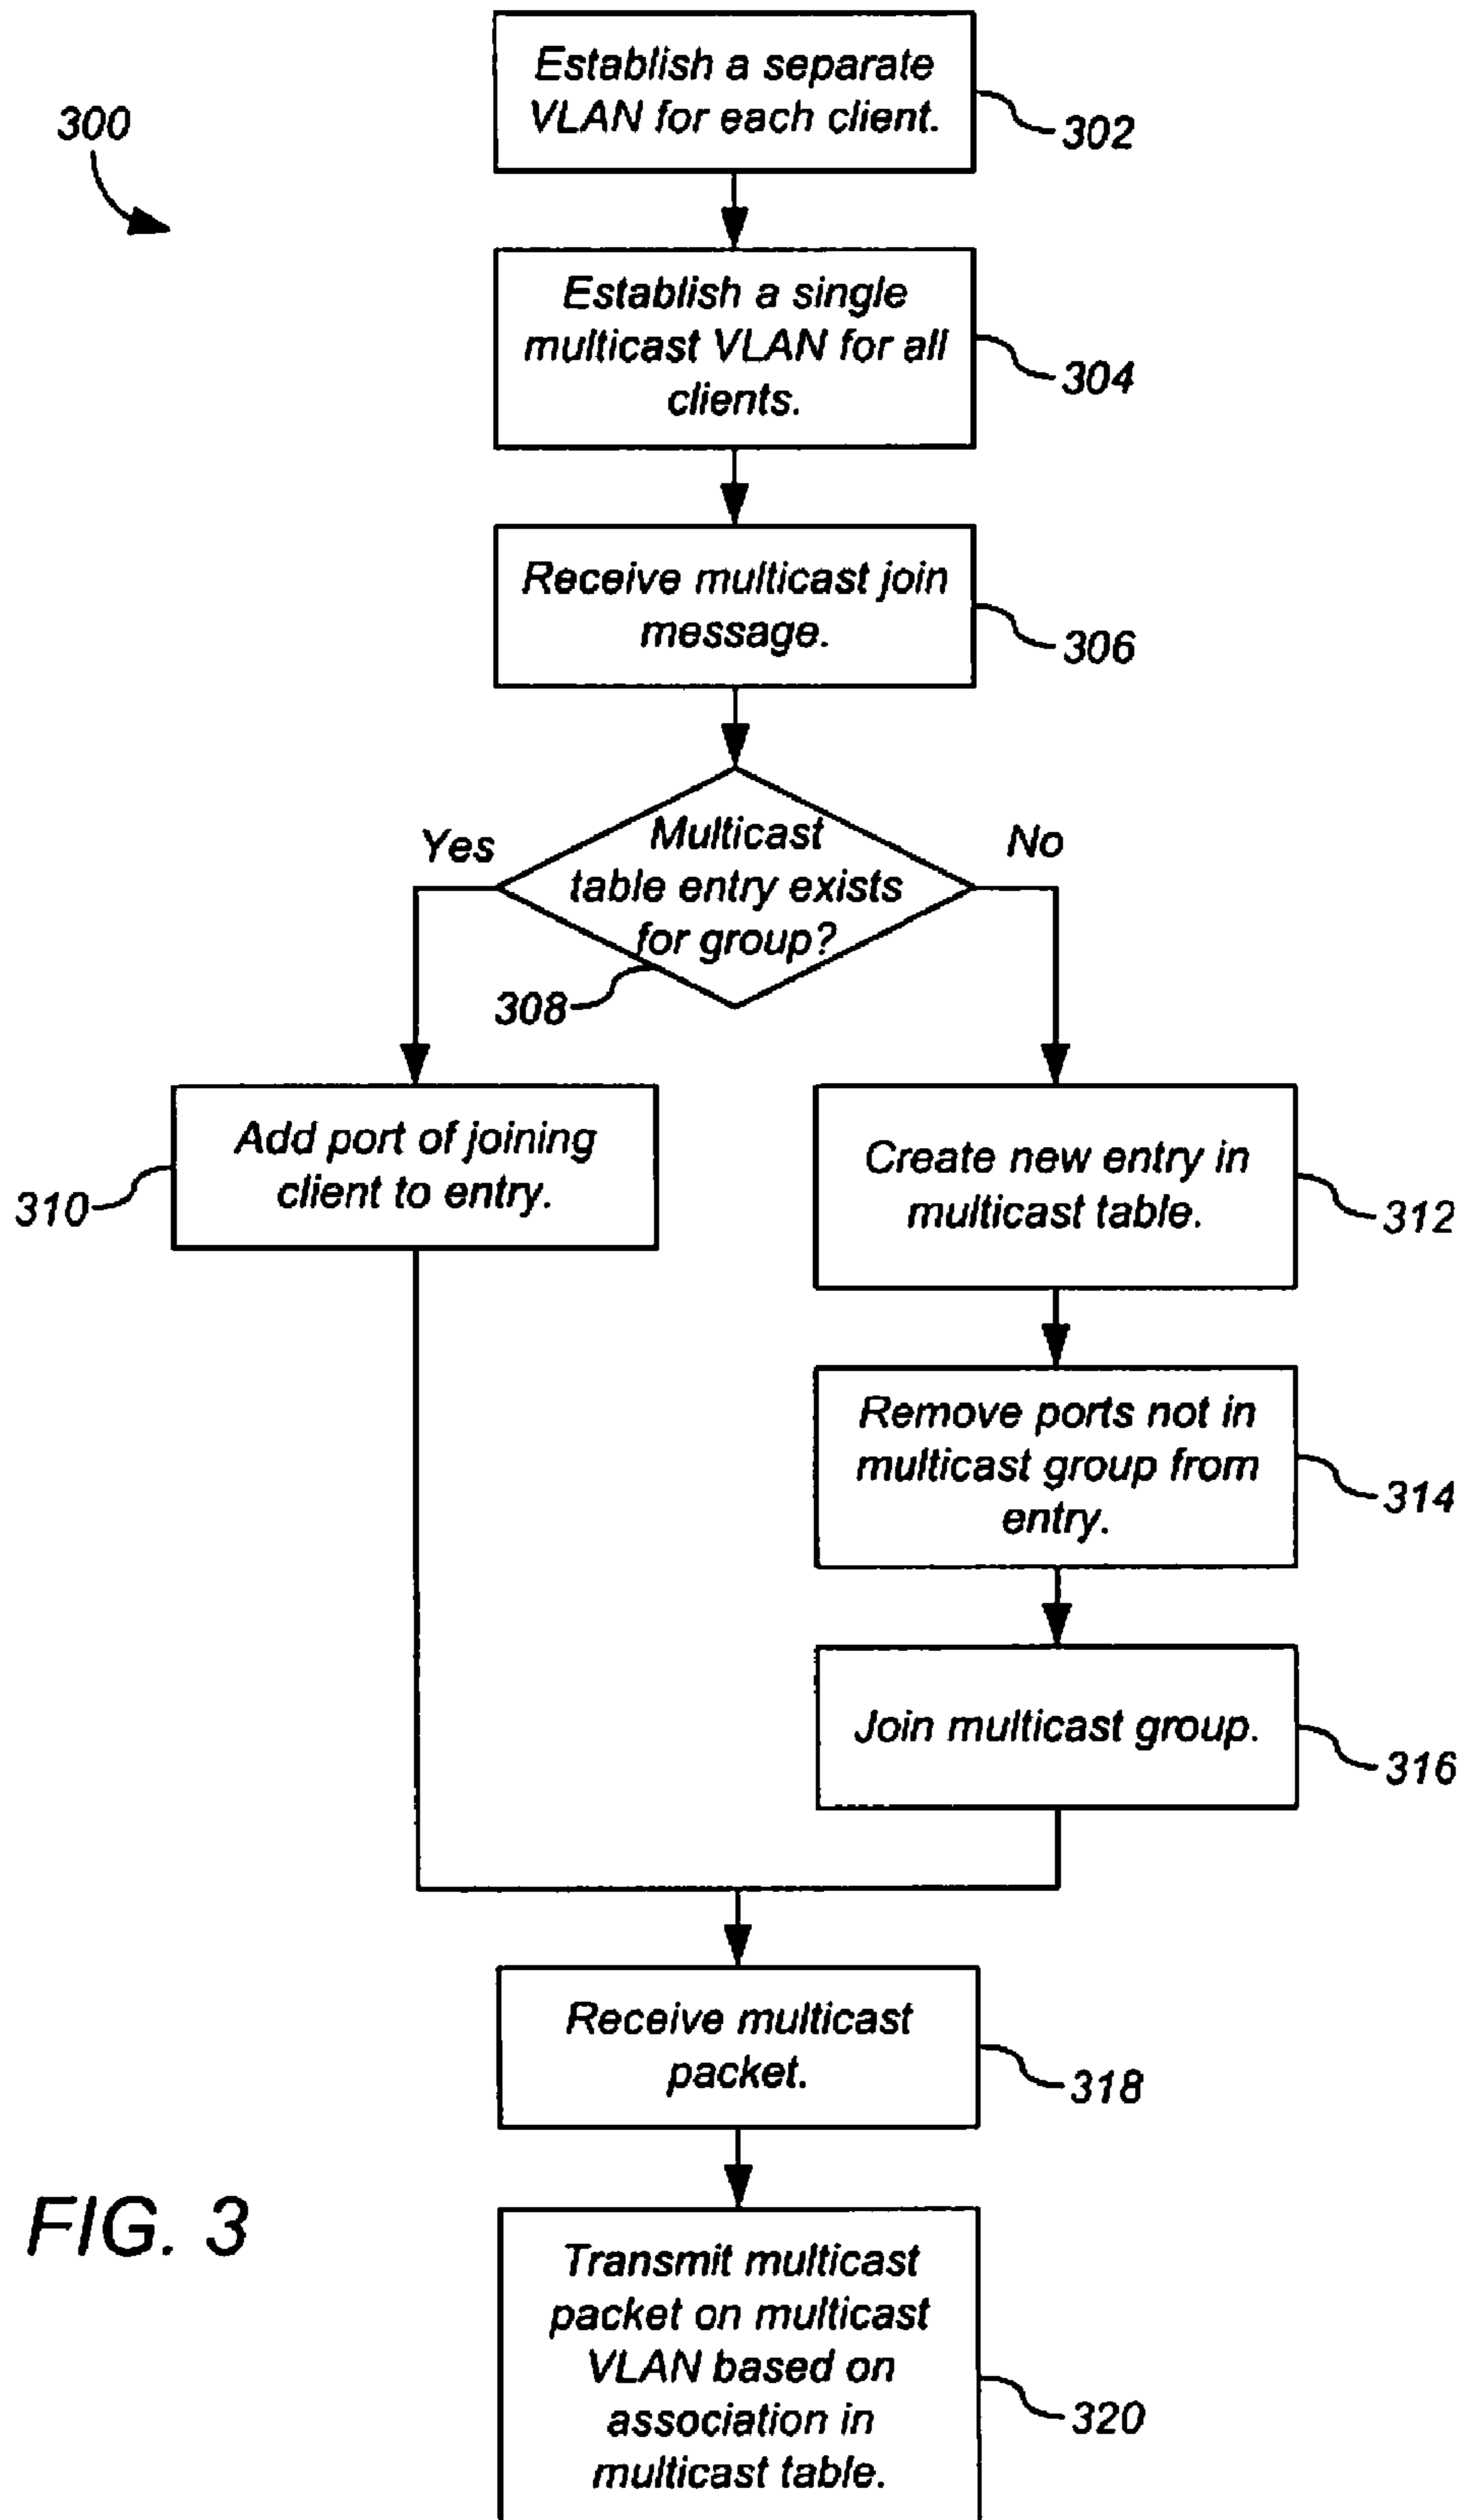 Establish a separate
VLAN for each client.
302
300
Establish a single
multicast VLAN for all
clients.
304
Receive multicast join
message.
306
Yes
No
Multicast
table entry exists
for group?
308
Add port of joining
client to entry.
310
Create new entry in
multicast table.
312
Remove ports not in
multicast group from
entry.
314
Join multicast group.
316
Receive multicast
packet.
318
Transmit multicast
packet on multicast
VLAN based on
association in
multicast table.
320
FIG. 3